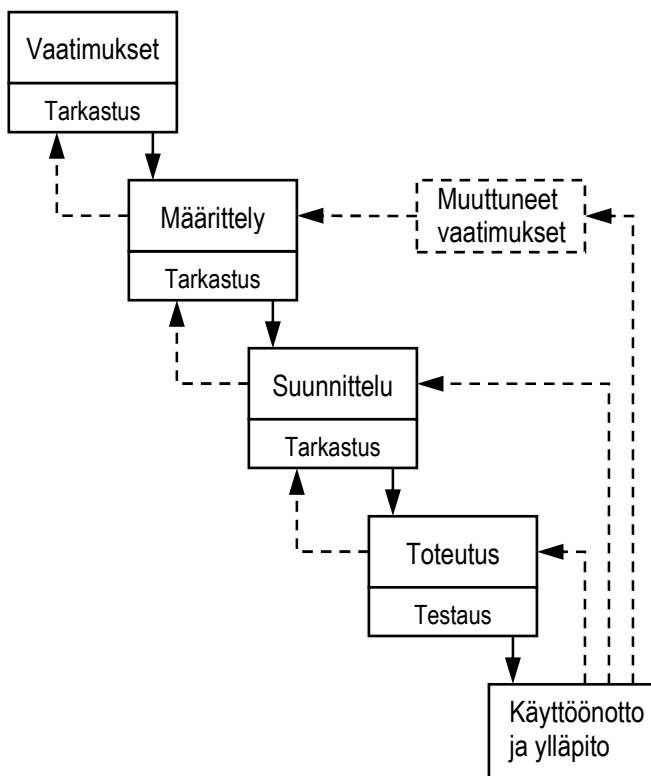 Vaatimukset
Tarkastus
Määrittely
Tarkastus
Muuttuneet
vaatimukset
Suunnittelu
Tarkastus
Toteutus
Testaus
Käyttöönotto
ja ylläpito